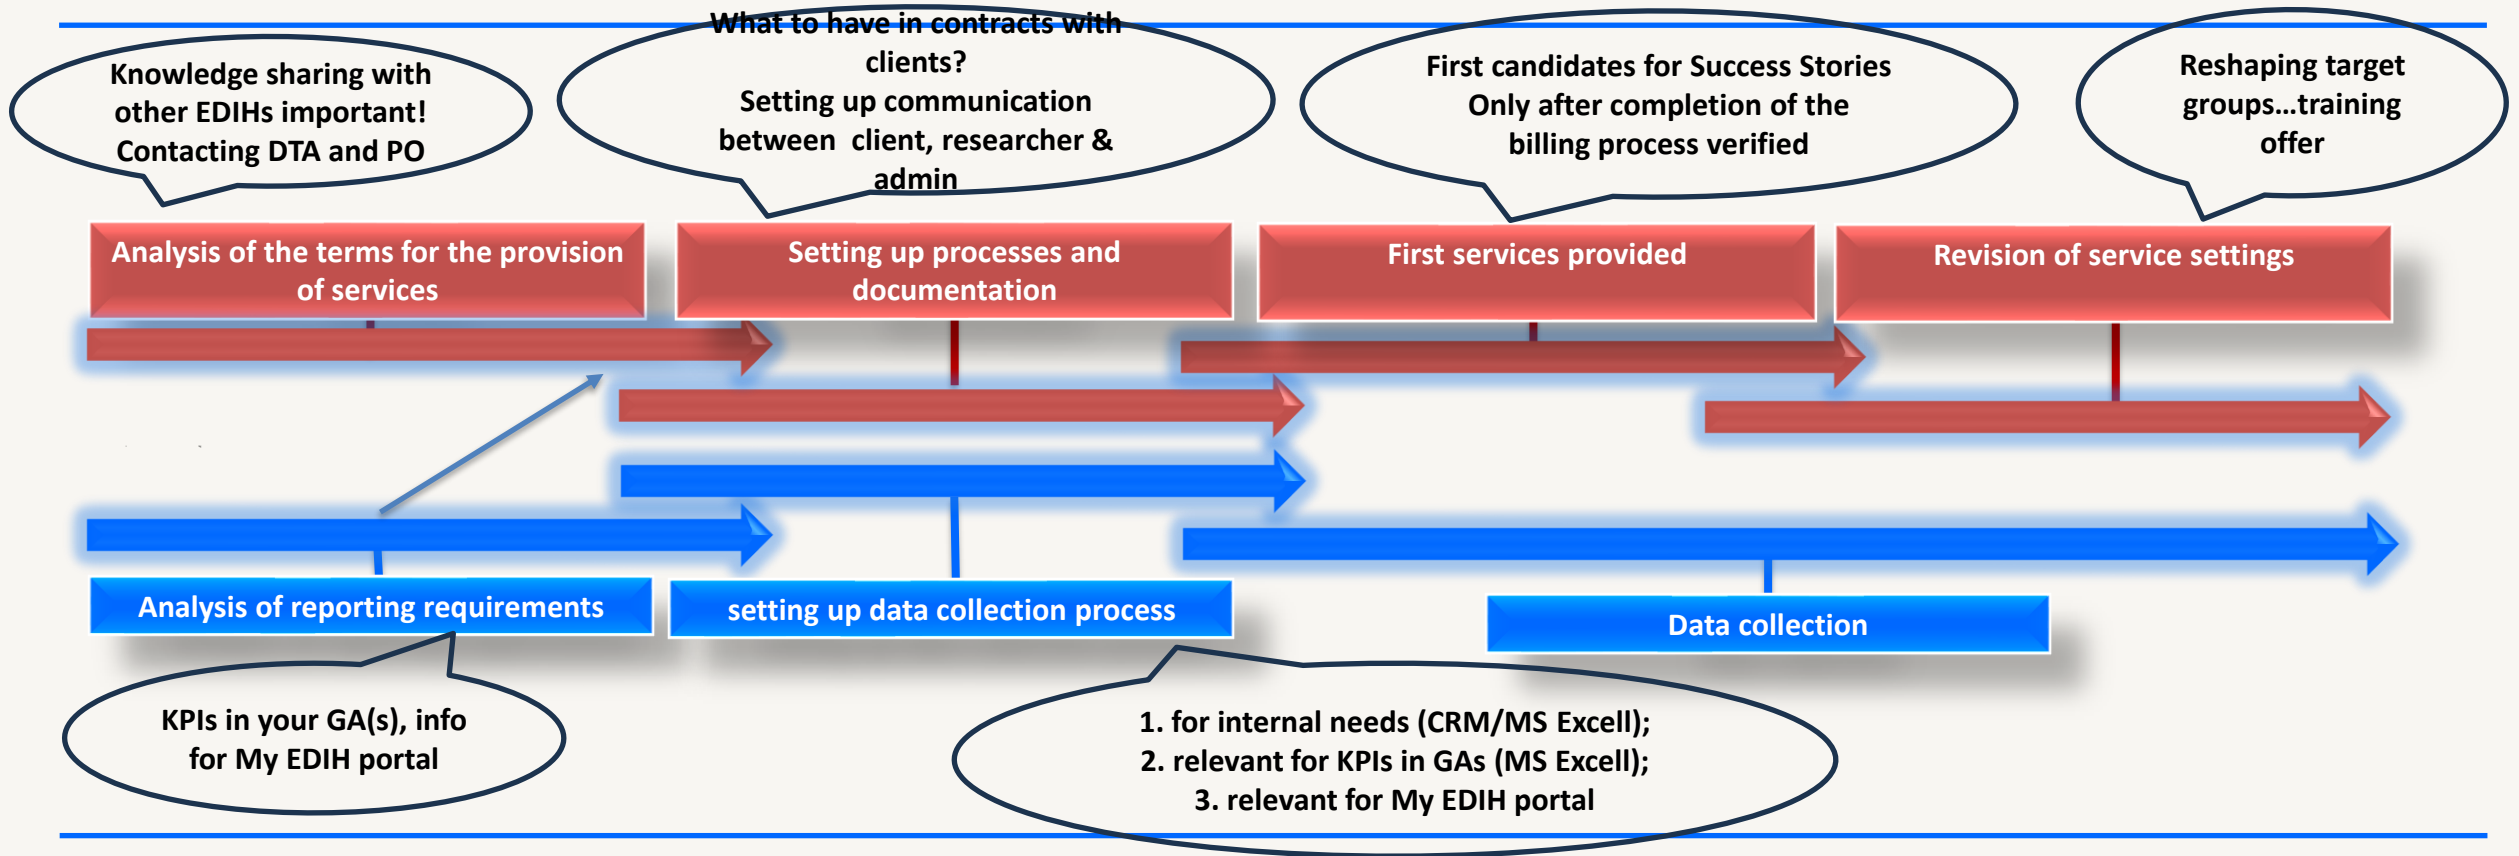 Knowledge sharing with
other EDIHs important!
Contacting DTA and PO
What to have in contracts with
clients?
Setting up communication
between client, researcher &
admin
First candidates for Success Stories
Only after completion of the
billing process verified
Reshaping target
groups...training
offer
Analysis of the terms for the provision
of services
Setting up processes and
documentation
First services provided
Revision of service settings
Analysis of reporting requirements
setting up data collection process
Data collection
KPIs in your GA(s), info
for My EDIH portal
1. for internal needs (CRM/MS Excell);
2. relevant for KPIs in GAs (MS Excell);
3. relevant for My EDIH portal